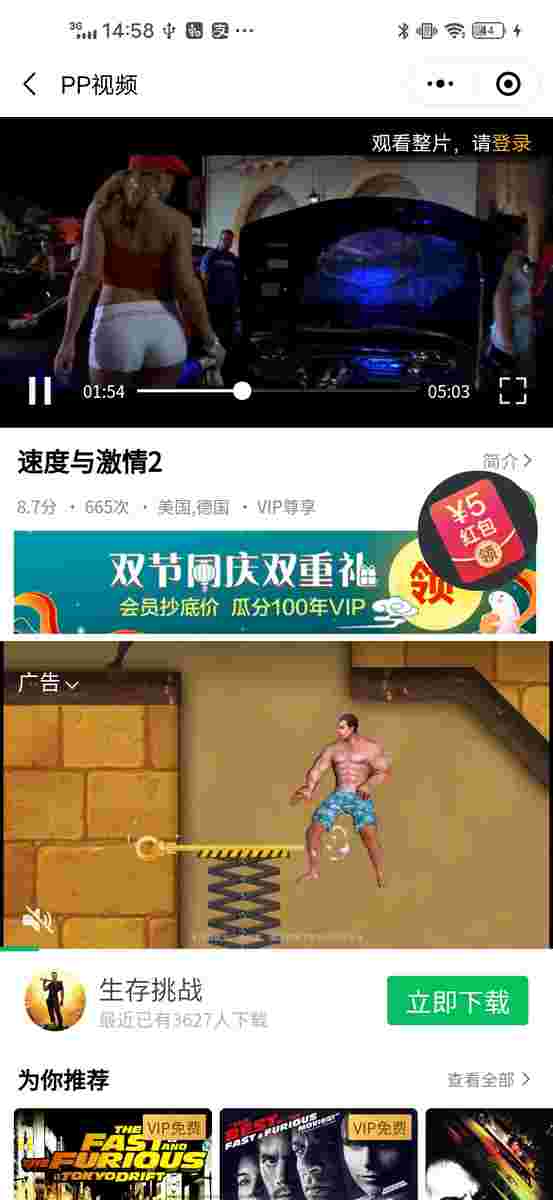 3G 14:58 44
PP视频
观看整片，请登录
01:54 05:03
速度与激情2
简介
8.7分 · 665次 · 美国,德国 · VIP尊享
¥5
红包
领
双节同庆双重礼
会员抄底价 瓜分100年VIP
领
广告
生存挑战
最近已有3627人下载
立即下载
为你推荐
查看全部
VIP免费
THE
FAST AND
THE FURIOUS
TOKYO DRIFT
VIP免费
THE BEST OF THE
FAST & FURIOUS MOVIES!